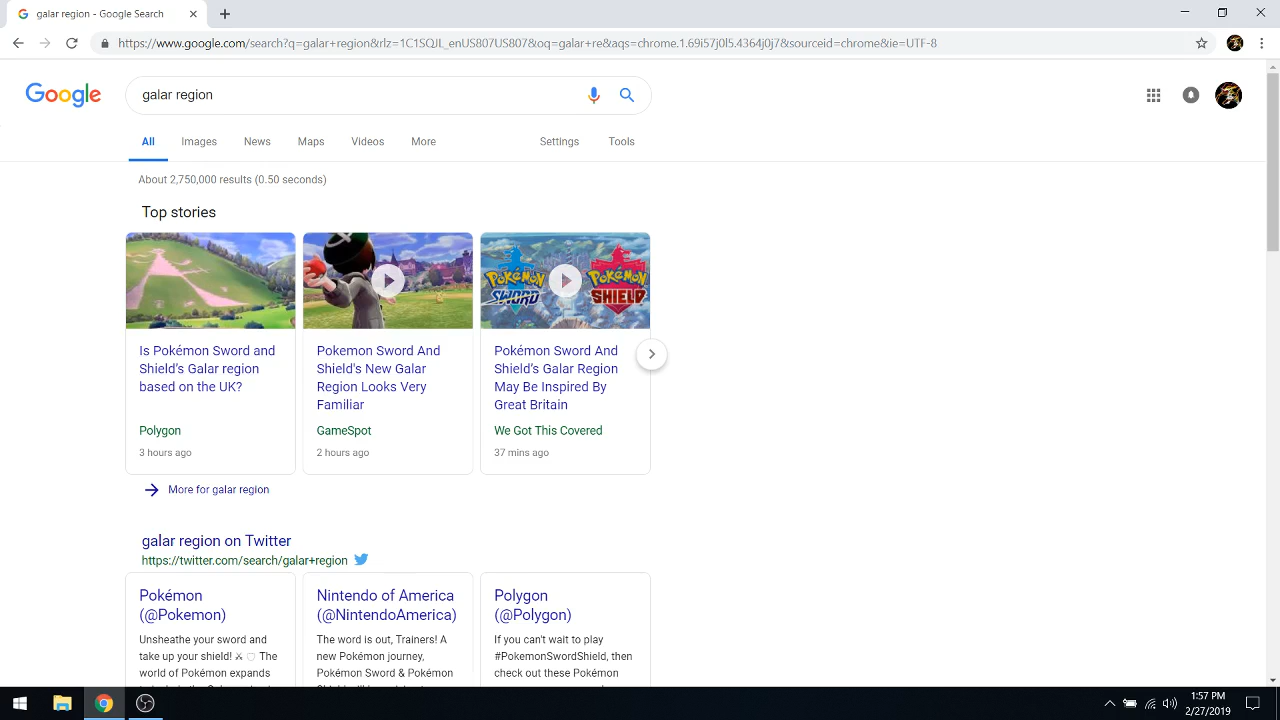 galar region - Google Search
https://www.google.com/search?q=galar+region&rlz=1C1SQJL_enUS807US807&oq=galar+re&aqs=chrome.1.69i57j0l5.4364j0j7&sourceid=chrome&ie=UTF-8
Google
galar region
All Images News Maps Videos More Settings Tools
About 2,750,000 results (0.50 seconds)
Top stories
POKéMON SWORD
POKéMON SHIELD
Is Pokémon Sword and
Shield's Galar region
based on the UK?
Polygon
3 hours ago
Pokemon Sword And
Shield's New Galar
Region Looks Very
Familiar
GameSpot
2 hours ago
Pokémon Sword And
Shield's Galar Region
May Be Inspired By
Great Britain
We Got This Covered
37 mins ago
More for galar region
galar region on Twitter
https://twitter.com/search/galar+region
Pokémon
(@Pokemon)
Unsheathe your sword and
take up your shield! ⚔ 🛡 The
world of Pokémon expands
Nintendo of America
(@NintendoAmerica)
The word is out, Trainers! A
new Pokémon journey,
Pokémon Sword & Pokémon
Polygon
(@Polygon)
If you can't wait to play
#PokemonSwordShield, then
check out these Pokémon
1:57 PM
2/27/2019